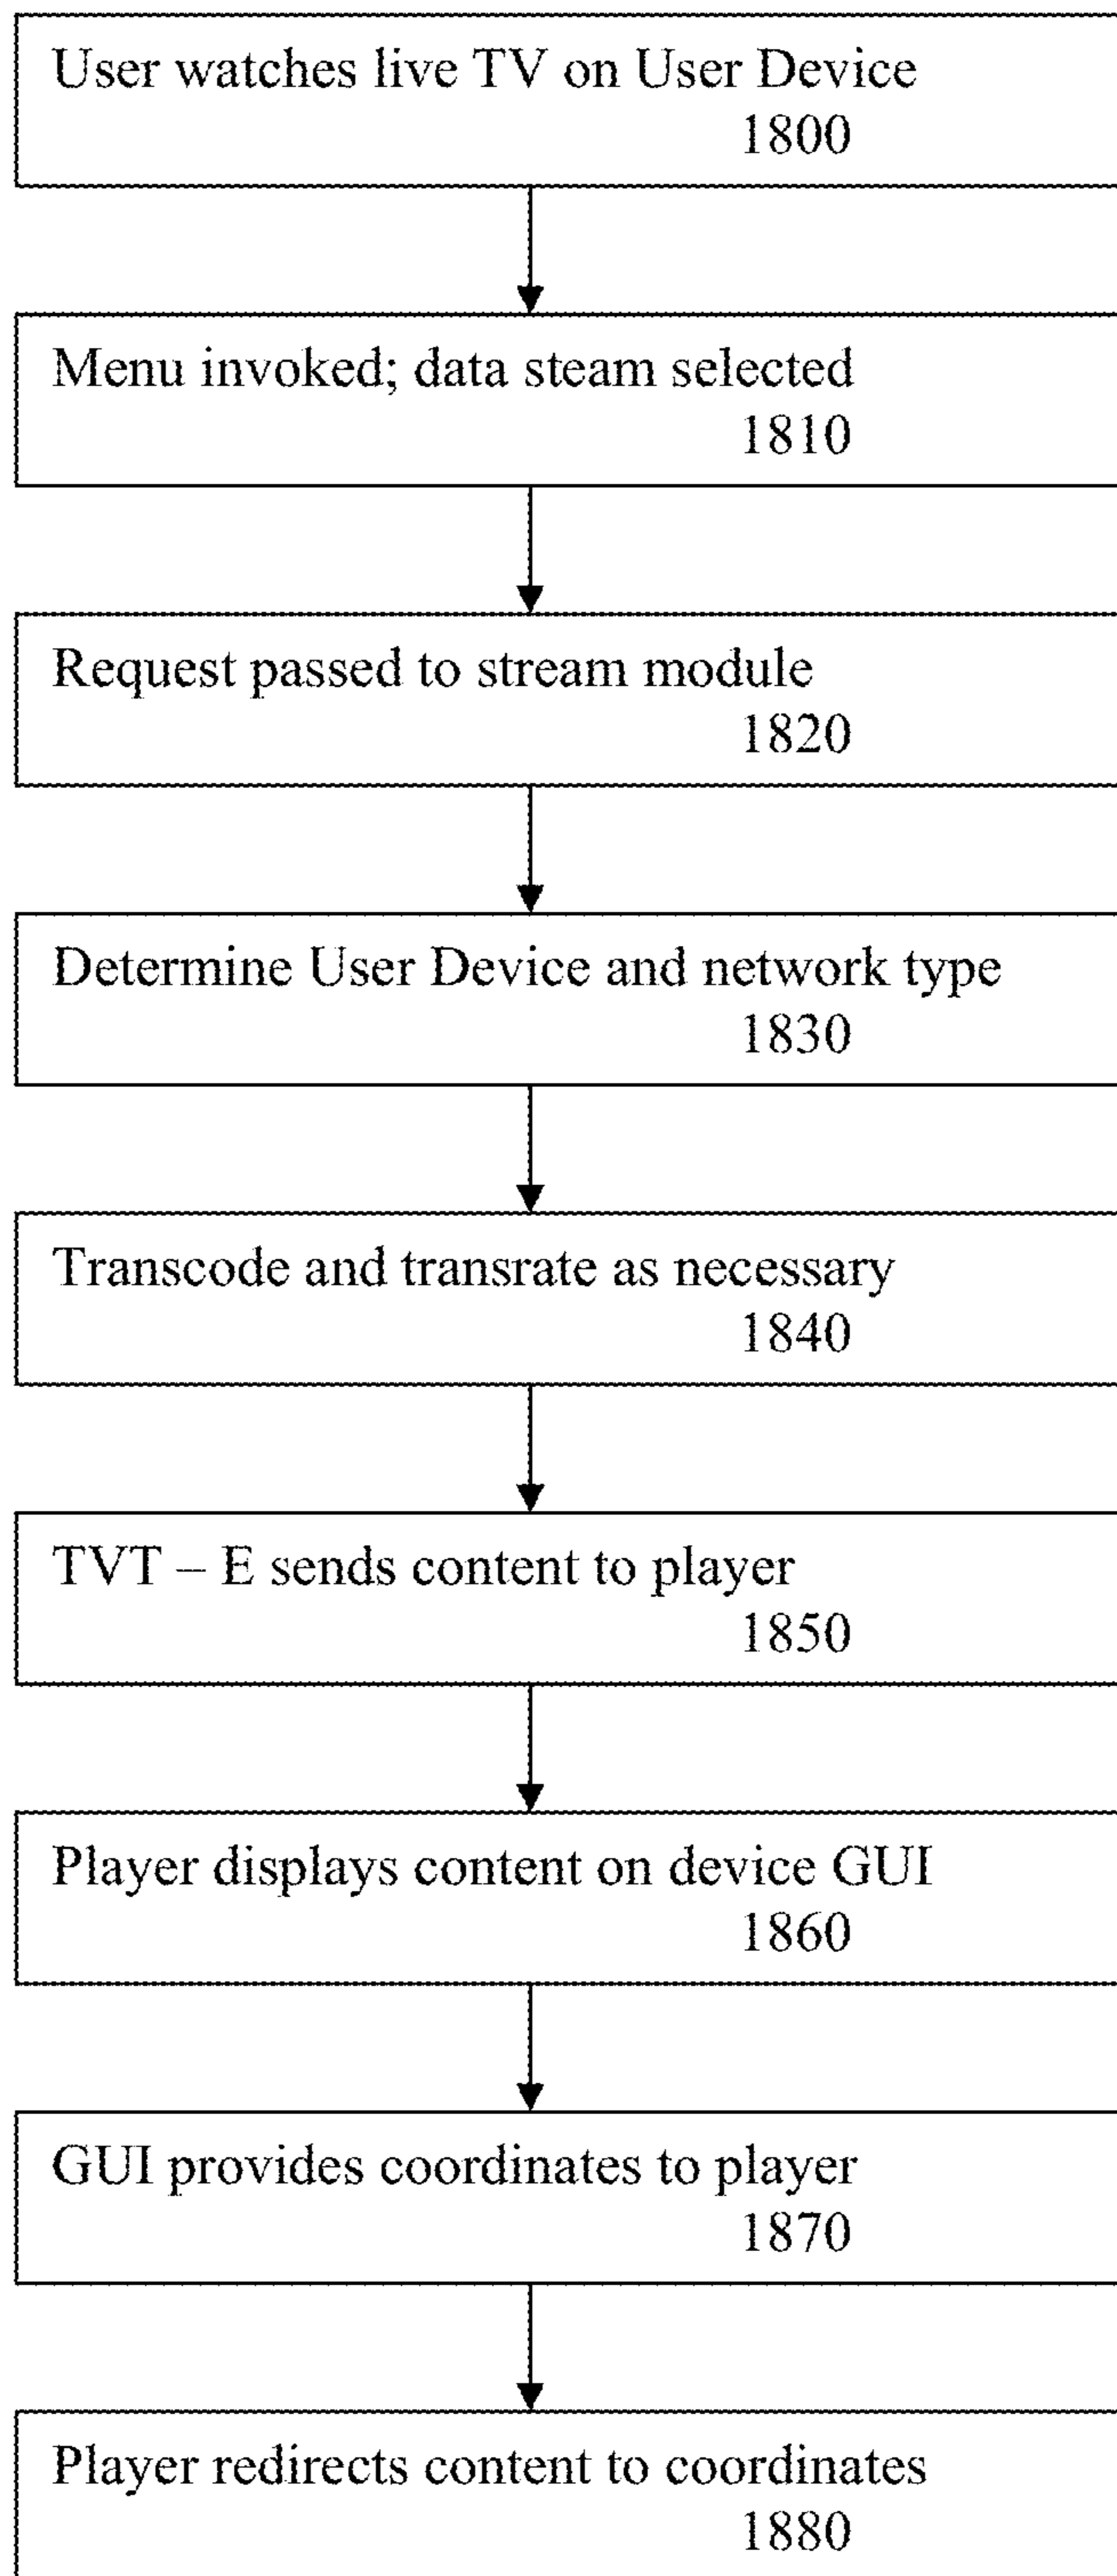 User watches live TV on User Device
1800
Menu invoked; data steam selected
1810
Request passed to stream module
1820
Determine User Device and network type
1830
Transcode and transrate as necessary
1840
TVT – E sends content to player
1850
Player displays content on device GUI
1860
GUI provides coordinates to player
1870
Player redirects content to coordinates
1880